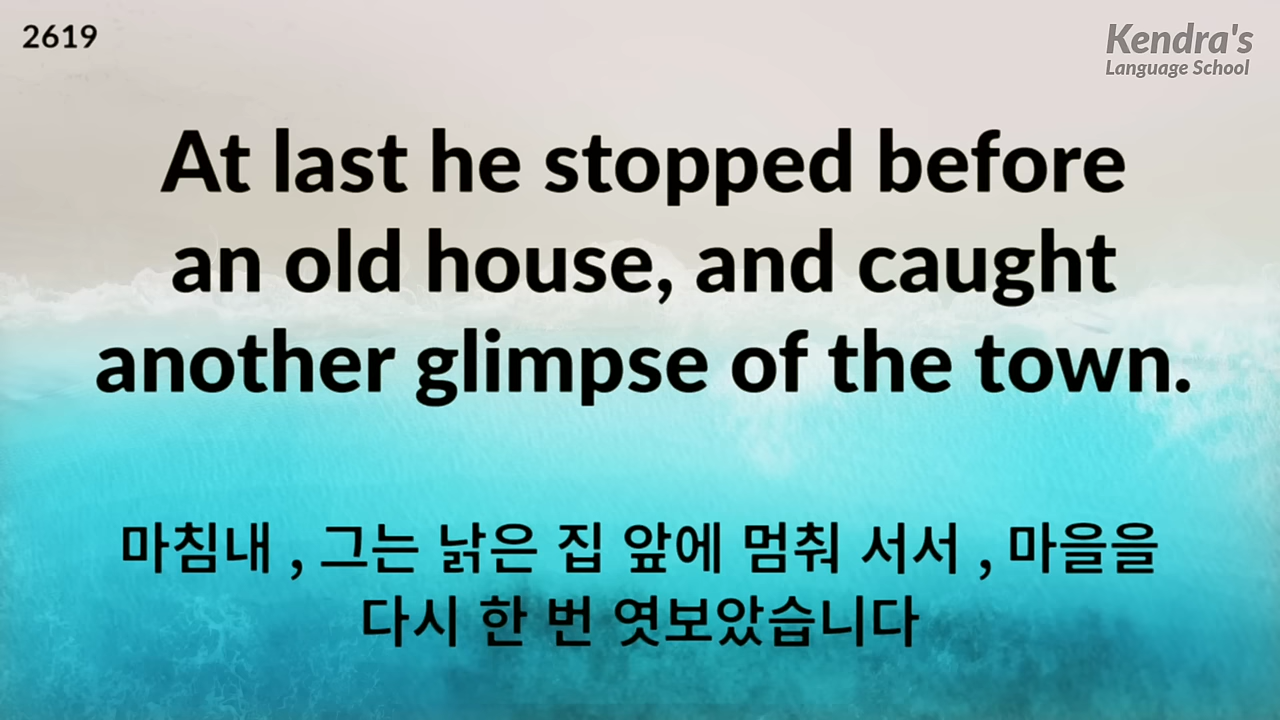 2619
Kendra's
Language School
At last he stopped before
an old house, and caught
another glimpse of the town.
마침내 , 그는 낡은 집 앞에 멈춰 서서 , 마을을
다시 한 번 엿보았습니다